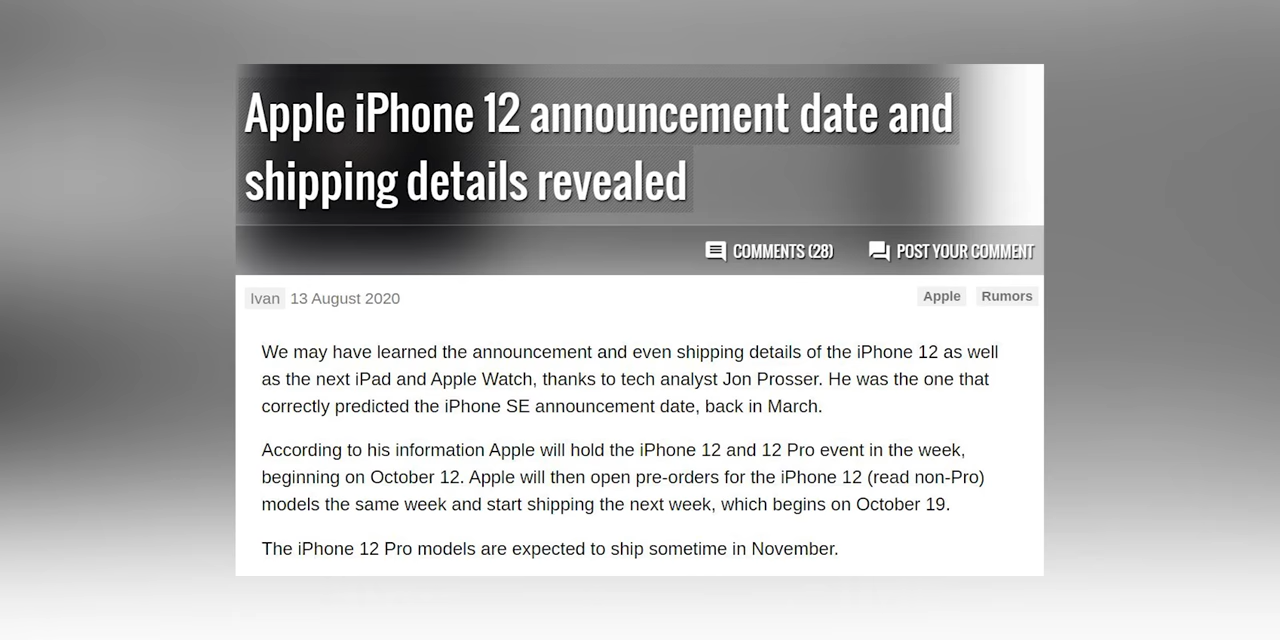 Apple iPhone 12 announcement date and
shipping details revealed
COMMENTS (28) POST YOUR COMMENT
Ivan 13 August 2020 Apple Rumors
We may have learned the announcement and even shipping details of the iPhone 12 as well
as the next iPad and Apple Watch, thanks to tech analyst Jon Prosser. He was the one that
correctly predicted the iPhone SE announcement date, back in March.
According to his information Apple will hold the iPhone 12 and 12 Pro event in the week,
beginning on October 12. Apple will then open pre-orders for the iPhone 12 (read non-Pro)
models the same week and start shipping the next week, which begins on October 19.
The iPhone 12 Pro models are expected to ship sometime in November.